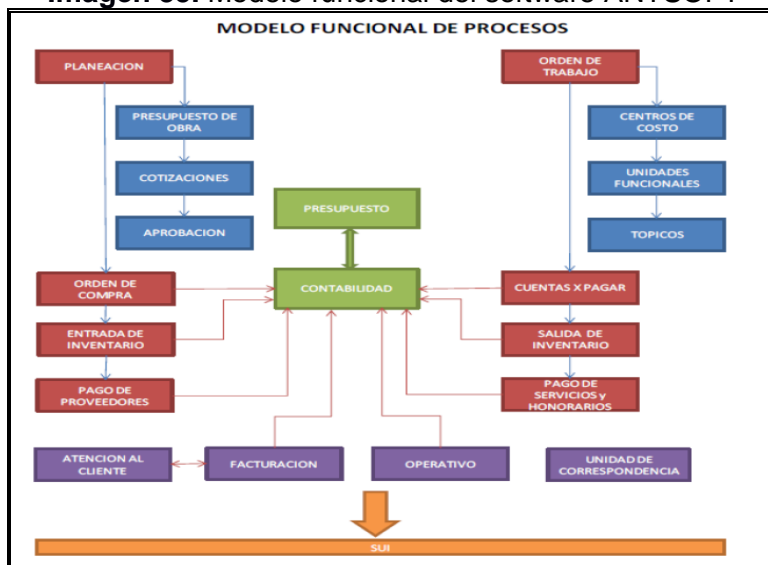 MODELO FUNCIONAL DE PROCESOS
PLANEACION
ORDEN DE
TRABAJO
PRESUPUESTO DE
OBRA
CENTROS DE
COSTO
COTIZACIONES
UNIDADES
FUNCIONALES
PRESUPUESTO
APROBACION
TOPICOS
ORDEN DE
COMPRA
CONTABILIDAD
CUENTAS X PAGAR
ENTRADA DE
INVENTARIO
SALIDA DE
INVENTARIO
PAGO DE
PROVEEDORES
PAGO DE
SERVICIOS y
HONORARIOS
ATENCION AL
CLIENTE
FACTURACION
OPERATIVO
UNIDAD DE
CORRESPONDENCIA
SUI